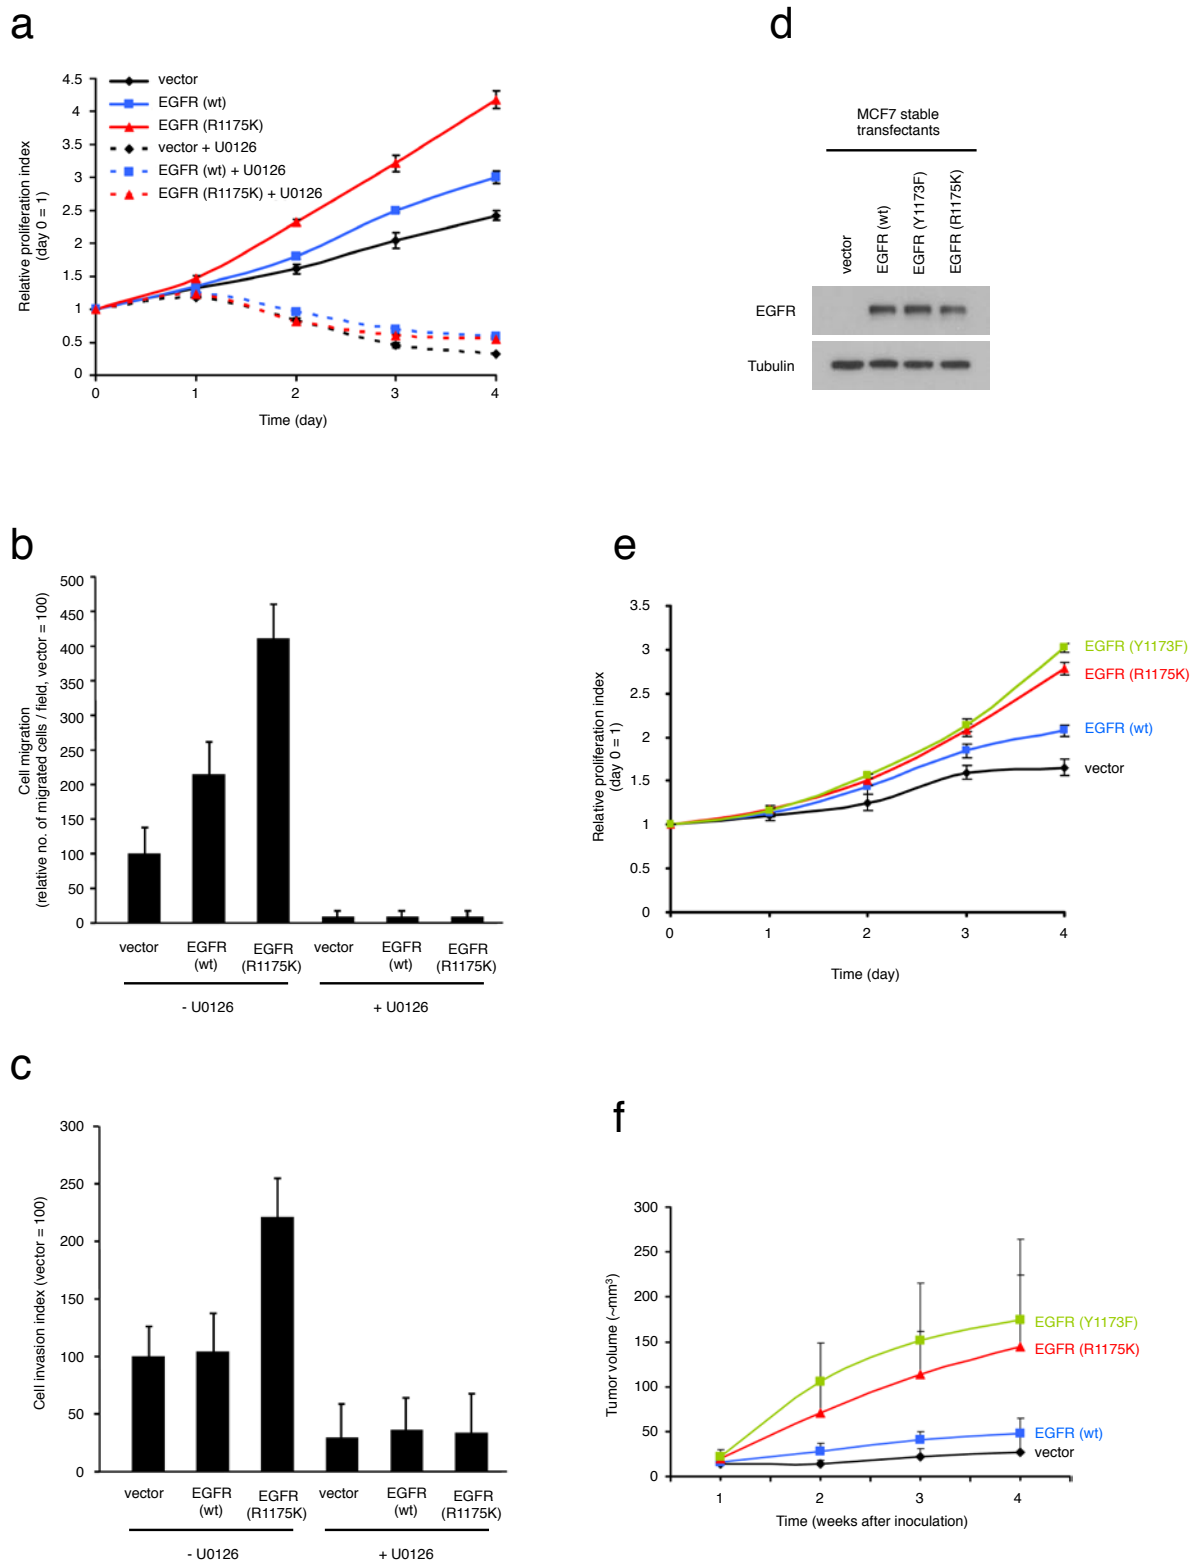 a
4.5
4
3.5
3
2.5
2
1.5
1
0.5
0
Relative proliferation index
(day 0 = 1)
vector
EGFR (wt)
EGFR (R1175K)
vector + U0126
EGFR (wt) + U0126
EGFR (R1175K) + U0126
0 1 2 3 4
Time (day)
d
MCF7 stable
transfectants
vector
EGFR (wt)
EGFR (Y1173F)
EGFR (R1175K)
EGFR
Tubulin
b
500
450
400
350
300
250
200
150
100
50
0
Cell migration
(relative no. of migrated cells / field, vector = 100)
vector EGFR EGFR vector EGFR EGFR
(wt) (R1175K) (wt) (R1175K)
- U0126 + U0126
e
3.5
3
2.5
2
1.5
1
0.5
0
Relative proliferation index
(day 0 = 1)
EGFR (Y1173F)
EGFR (R1175K)
EGFR (wt)
vector
0 1 2 3 4
Time (day)
c
300
250
200
150
100
50
0
Cell invasion index (vector = 100)
vector EGFR EGFR vector EGFR EGFR
(wt) (R1175K) (wt) (R1175K)
- U0126 + U0126
f
300
250
200
150
100
50
0
Tumor volume (~mm³)
EGFR (Y1173F)
EGFR (R1175K)
EGFR (wt)
vector
1 2 3 4
Time (weeks after inoculation)